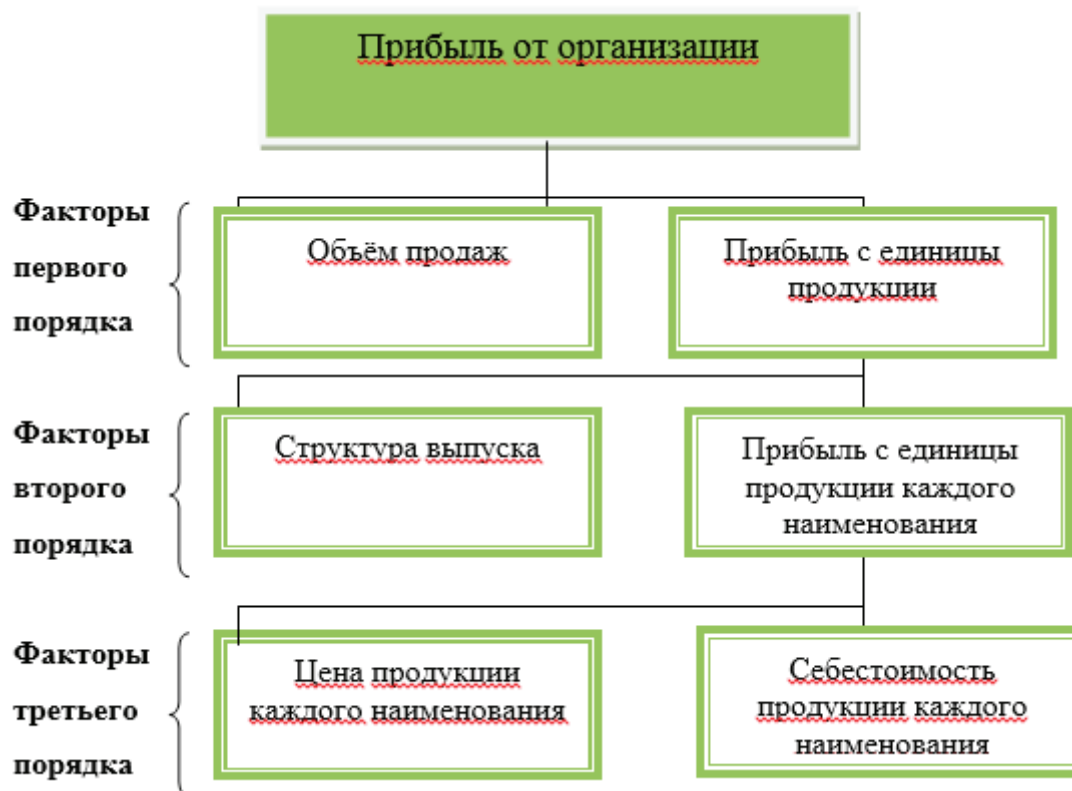 Прибыль от организации
Факторы
первого
порядка
Объём продаж
Прибыль с единицы
продукции
Факторы
второго
порядка
Структура выпуска
Прибыль с единицы
продукции каждого
наименования
Факторы
третьего
порядка
Цена продукции
каждого наименования
Себестоимость
продукции каждого
наименования